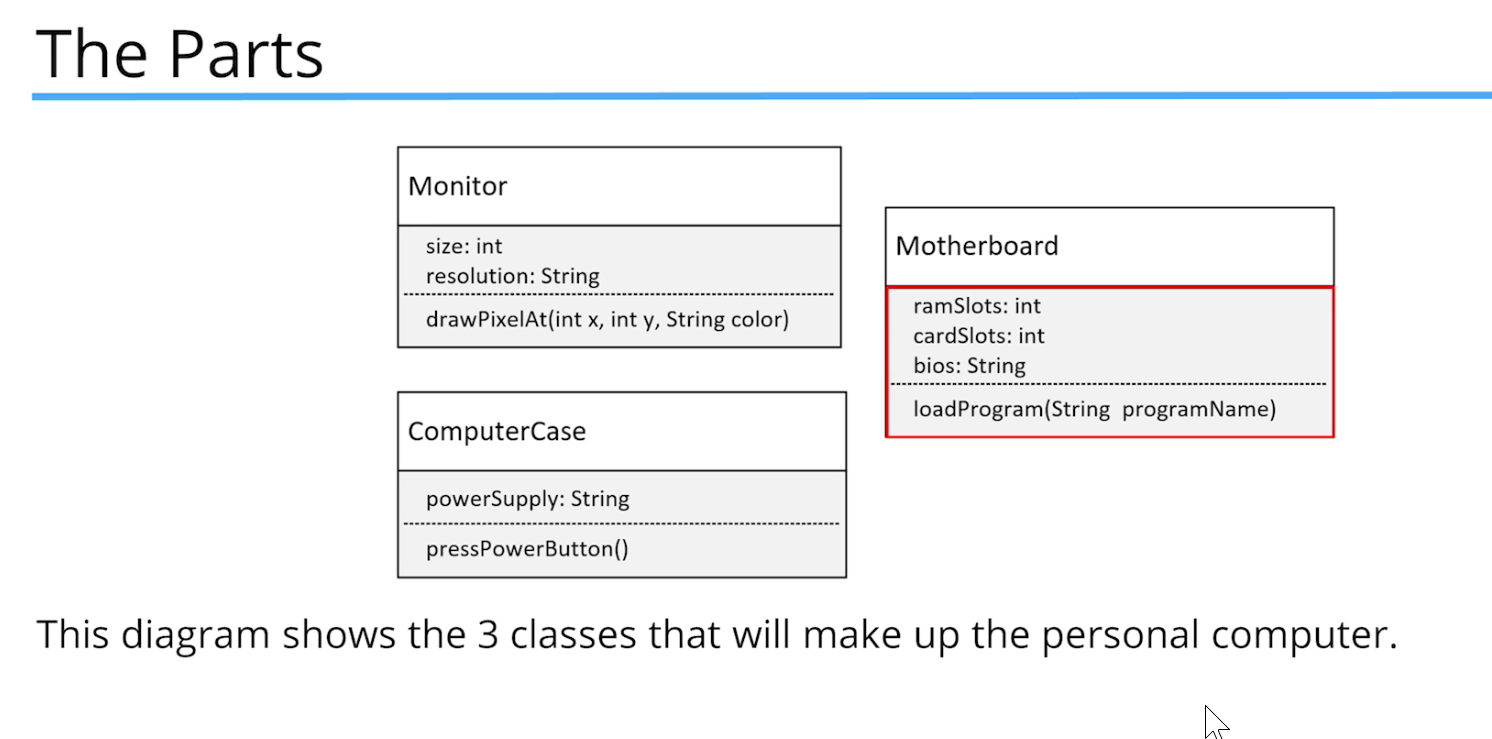 The Parts
Monitor
size: int
resolution: String
drawPixelAt(int x, int y, String color)
Motherboard
ramSlots: int
cardSlots: int
bios: String
loadProgram(String programName)
ComputerCase
powerSupply: String
pressPowerButton()
This diagram shows the 3 classes that will make up the personal computer.